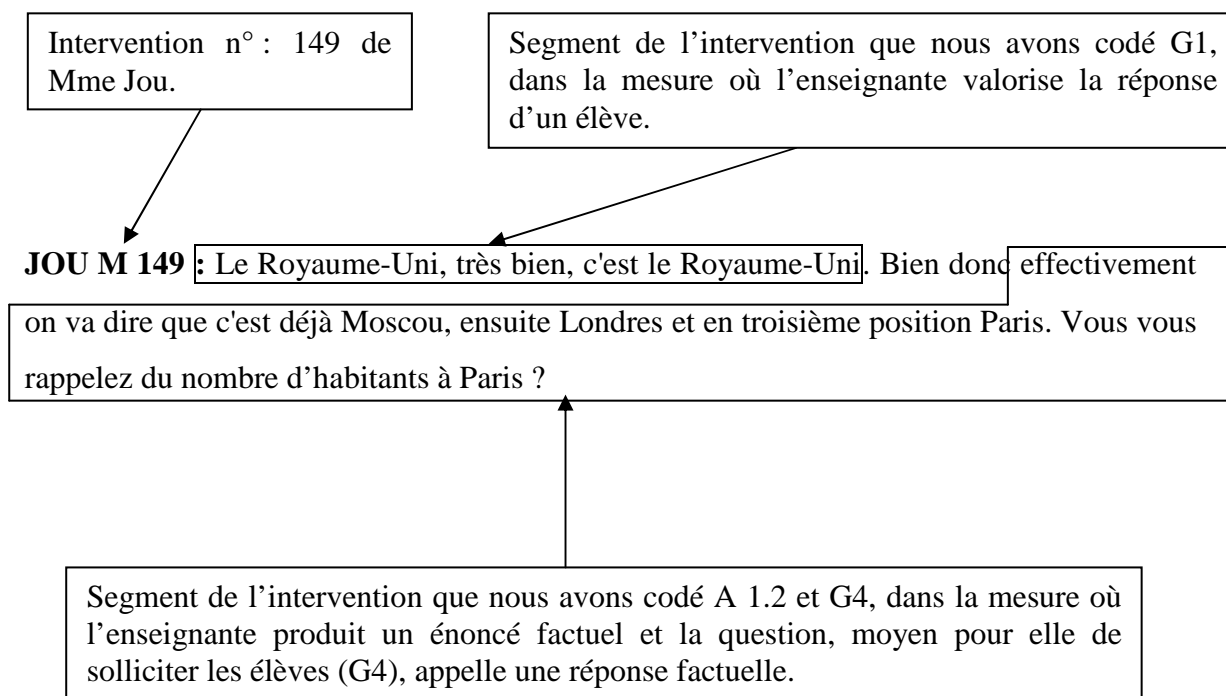 Intervention n° : 149 de
Mme Jou.
Segment de l’intervention que nous avons codé G1,
dans la mesure où l’enseignante valorise la réponse
d’un élève.
JOU M 149 : Le Royaume-Uni, très bien, c'est le Royaume-Uni. Bien donc effectivement
on va dire que c'est déjà Moscou, ensuite Londres et en troisième position Paris. Vous vous
rappelez du nombre d’habitants à Paris ?
Segment de l’intervention que nous avons codé A 1.2 et G4, dans la mesure où
l’enseignante produit un énoncé factuel et la question, moyen pour elle de
solliciter les élèves (G4), appelle une réponse factuelle.